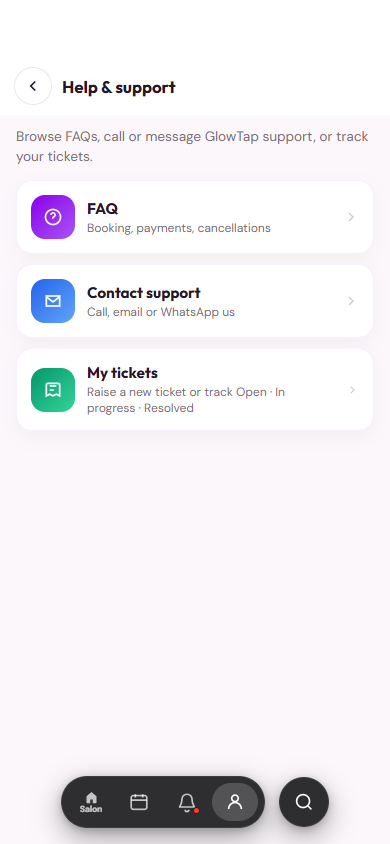 Help & support
Browse FAQs, call or message GlowTap support, or track
your tickets.
FAQ
Booking, payments, cancellations
Contact support
Call, email or WhatsApp us
My tickets
Raise a new ticket or track Open · In
progress · Resolved
Salon